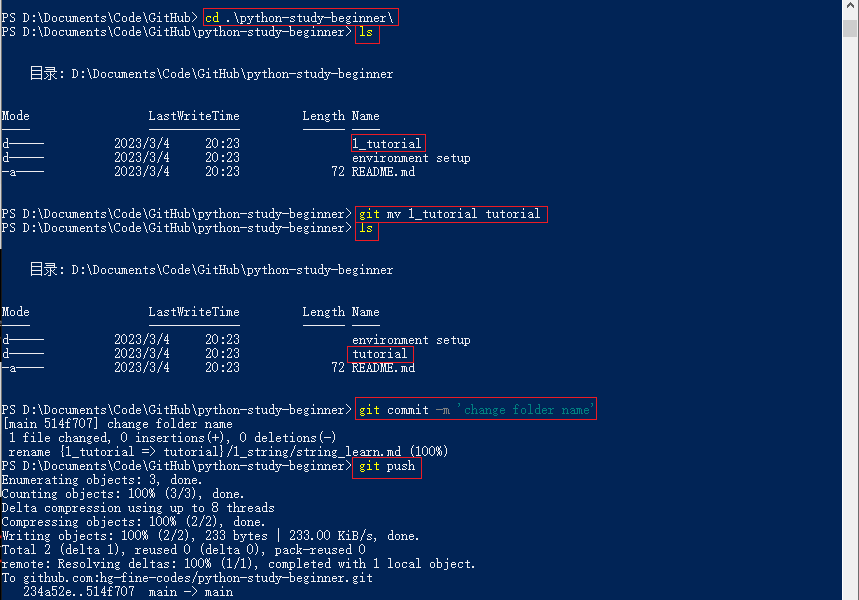 PS D:\Documents\Code\GitHub> cd .\python-study-beginner\
PS D:\Documents\Code\GitHub\python-study-beginner> ls
目录: D:\Documents\Code\GitHub\python-study-beginner
Mode LastWriteTime Length Name
---- ------------- ------ ----
d----- 2023/3/4 20:23 1_tutorial
d----- 2023/3/4 20:23 environment setup
-a---- 2023/3/4 20:23 72 README.md
PS D:\Documents\Code\GitHub\python-study-beginner> git mv 1_tutorial tutorial
PS D:\Documents\Code\GitHub\python-study-beginner> ls
目录: D:\Documents\Code\GitHub\python-study-beginner
Mode LastWriteTime Length Name
---- ------------- ------ ----
d----- 2023/3/4 20:23 environment setup
d----- 2023/3/4 20:23 tutorial
-a---- 2023/3/4 20:23 72 README.md
PS D:\Documents\Code\GitHub\python-study-beginner> git commit -m 'change folder name'
[main 514f707] change folder name
1 file changed, 0 insertions(+), 0 deletions(-)
rename {1_tutorial => tutorial}/1_string/string_learn.md (100%)
PS D:\Documents\Code\GitHub\python-study-beginner> git push
Enumerating objects: 3, done.
Counting objects: 100% (3/3), done.
Delta compression using up to 8 threads
Compressing objects: 100% (2/2), done.
Writing objects: 100% (2/2), 233 bytes | 233.00 KiB/s, done.
Total 2 (delta 1), reused 0 (delta 0), pack-reused 0
remote: Resolving deltas: 100% (1/1), completed with 1 local object.
To github.com:hg-fine-codes/python-study-beginner.git
234a52e..514f707 main -> main